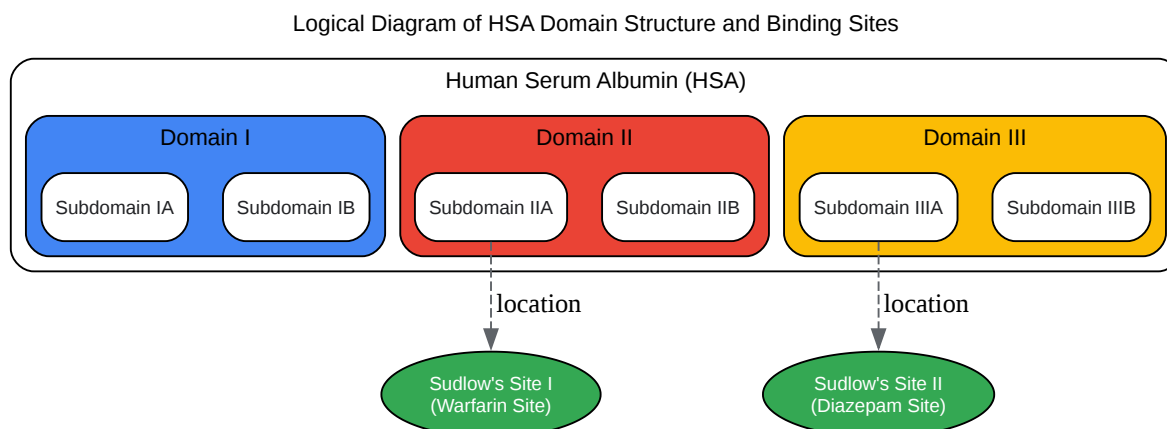 Logical Diagram of HSA Domain Structure and Binding Sites
Human Serum Albumin (HSA)
Domain I
Domain II
Domain III
Subdomain IA
Subdomain IB
Subdomain IIA
Subdomain IIB
Subdomain IIIA
Subdomain IIIB
location
location
Sudlow's Site I
(Warfarin Site)
Sudlow's Site II
(Diazepam Site)